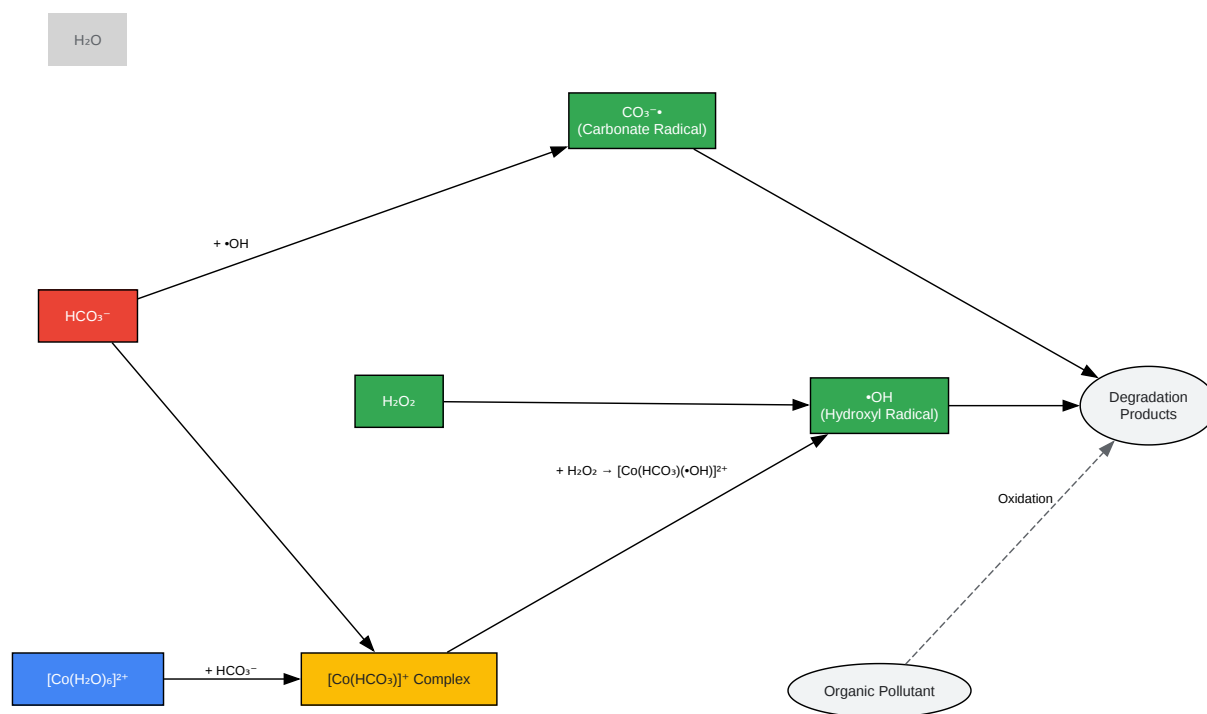 H₂O
CO₃⁻•
(Carbonate Radical)
+ •OH
HCO₃⁻
H₂O₂
•OH
(Hydroxyl Radical)
Degradation
Products
+ H₂O₂ → [Co(HCO₃)(•OH)]²⁺
Oxidation
[Co(H₂O)₆]²⁺
+ HCO₃⁻
[Co(HCO₃)]⁺ Complex
Organic Pollutant